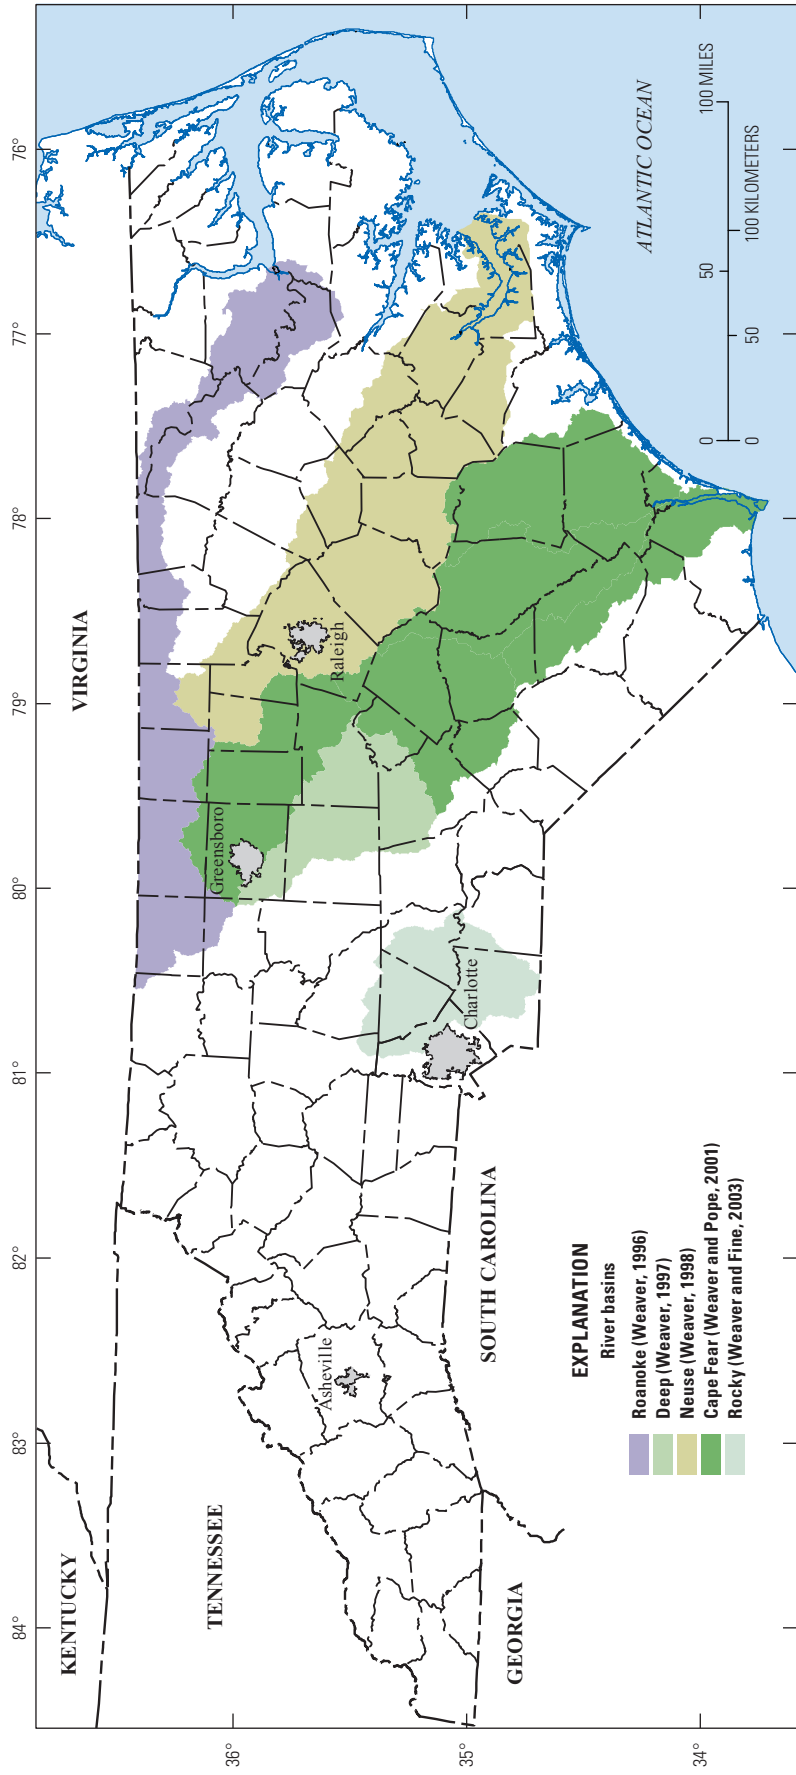 84°
83°
82°
81°
80°
79°
78°
77°
76°
36°
35°
34°
KENTUCKY
VIRGINIA
TENNESSEE
Greensboro
Raleigh
Asheville
Charlotte
GEORGIA
SOUTH CAROLINA
ATLANTIC OCEAN
EXPLANATION
River basins
Roanoke (Weaver, 1996)
Deep (Weaver, 1997)
Neuse (Weaver, 1998)
Cape Fear (Weaver and Pope, 2001)
Rocky (Weaver and Fine, 2003)
0 50 100 MILES
0 50 100 KILOMETERS